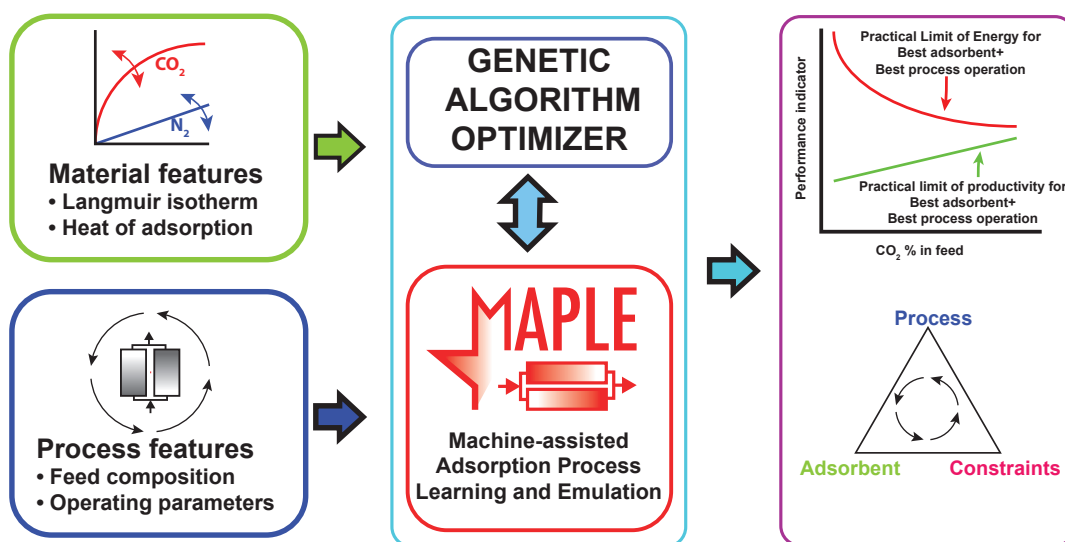 CO2
N2
Material features
• Langmuir isotherm
• Heat of adsorption
Process features
• Feed composition
• Operating parameters
GENETIC
ALGORITHM
OPTIMIZER
MAPLE
Machine-assisted
Adsorption Process
Learning and Emulation
Performance indicator
Practical Limit of Energy for
Best adsorbent+
Best process operation
Practical limit of productivity for
Best adsorbent+
Best process operation
CO2 % in feed
Process
Adsorbent
Constraints